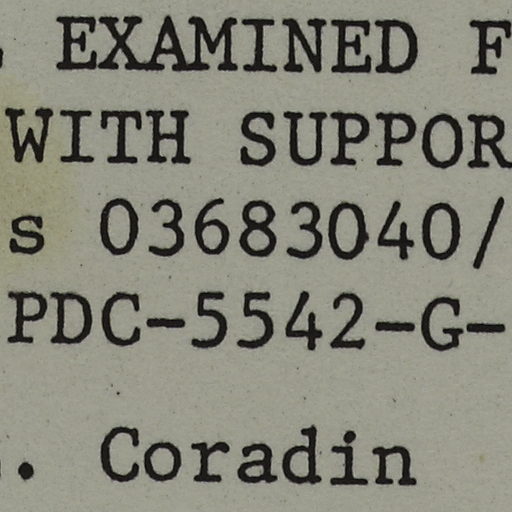 EXAMINED F
WITH SUPPOR
s 03683040/
PDC-5542-G-
. Coradin